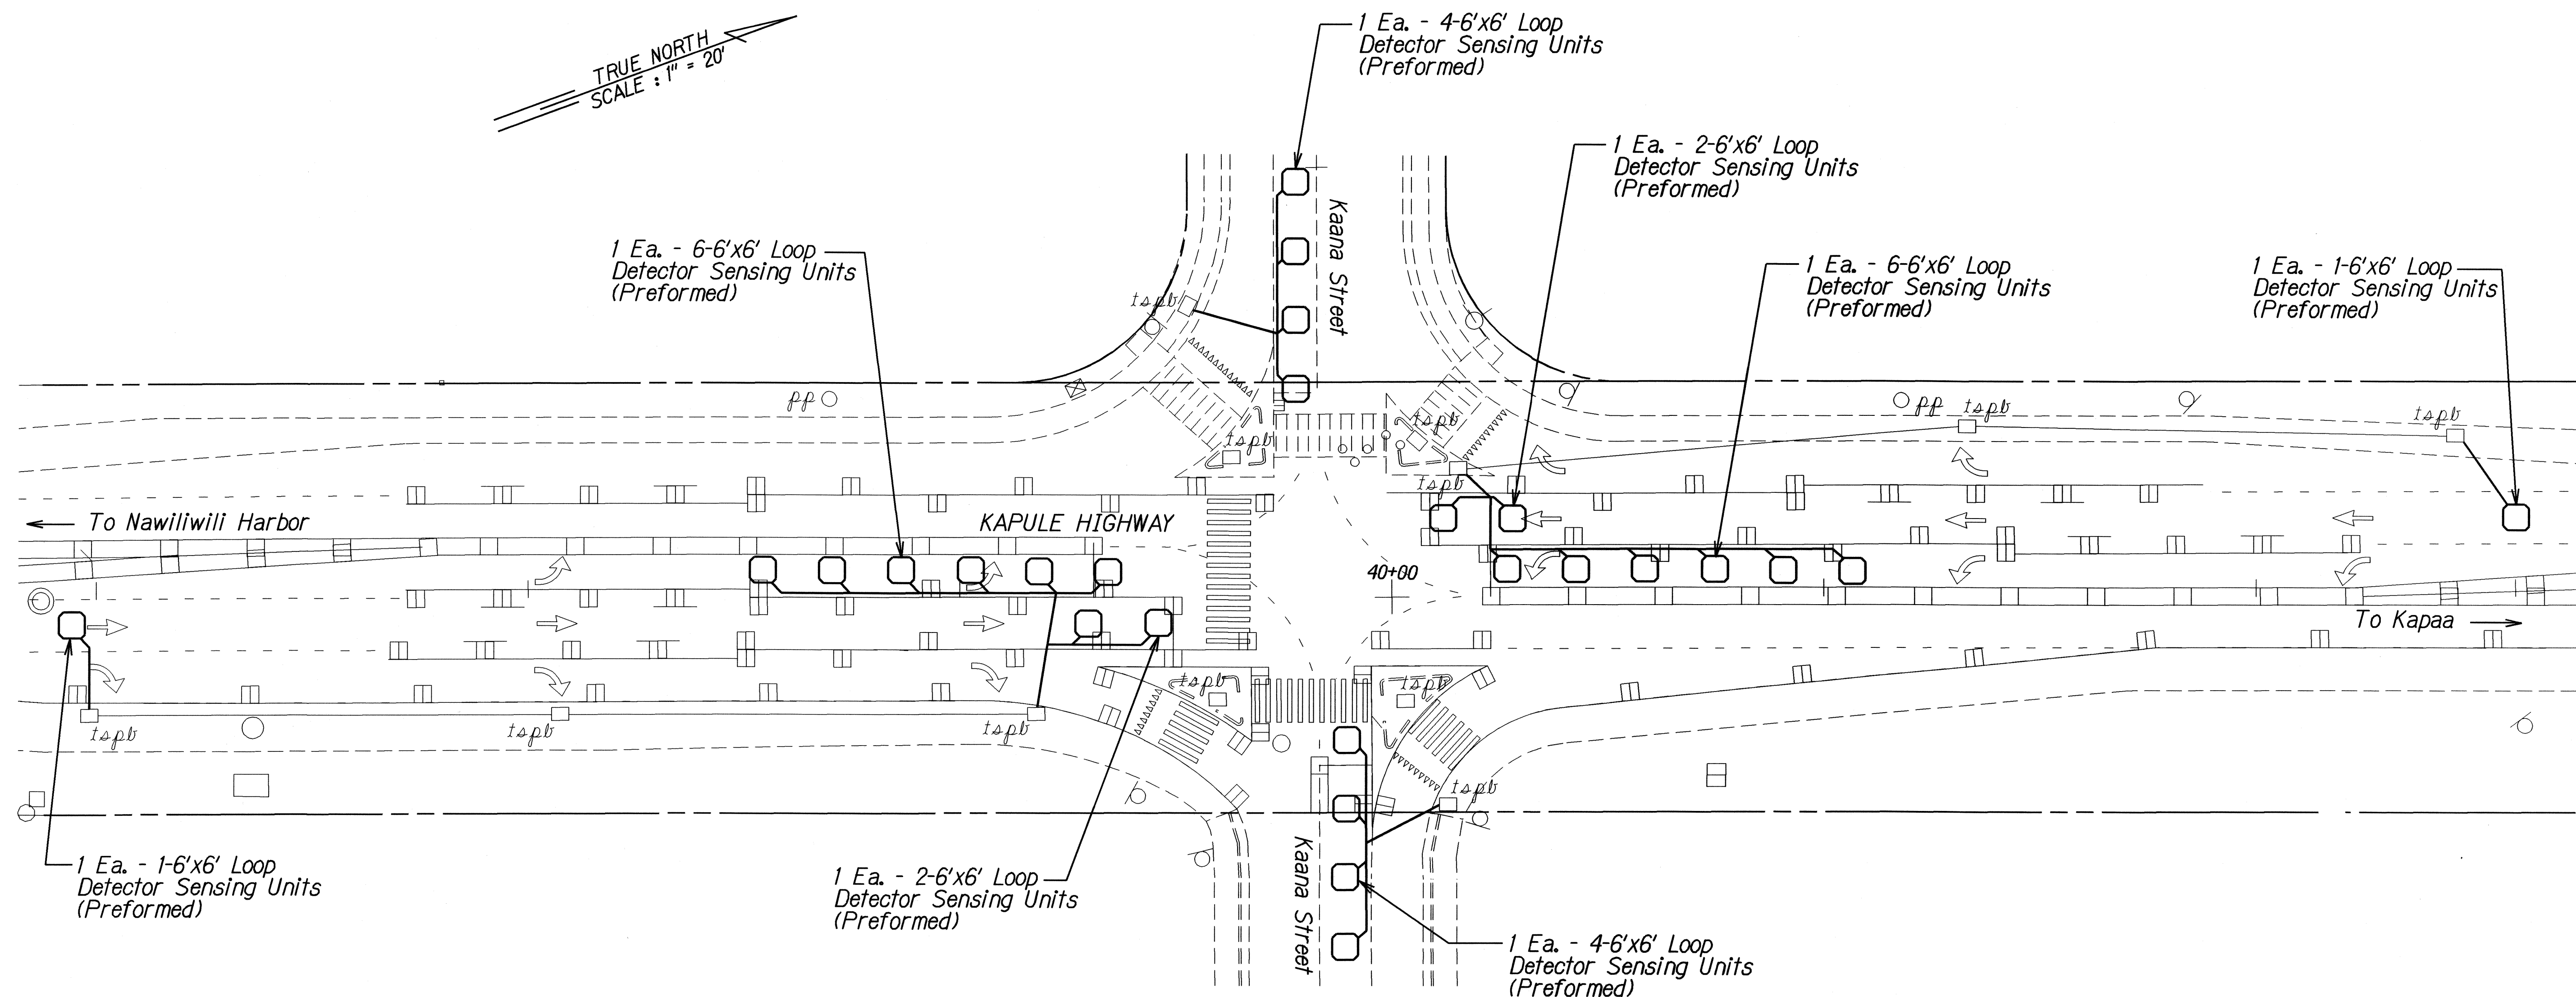 TRUE NORTH
SCALE : 1" = 20'
1 Ea. - 4-6'x6' Loop
Detector Sensing Units
(Preformed)
1 Ea. - 2-6'x6' Loop
Detector Sensing Units
(Preformed)
1 Ea. - 6-6'x6' Loop
Detector Sensing Units
(Preformed)
1 Ea. - 6-6'x6' Loop
Detector Sensing Units
(Preformed)
1 Ea. - 1-6'x6' Loop
Detector Sensing Units
(Preformed)
Kaana Street
tspb
pp
pp
tspb
tspb
tspb
tspb
tspb
To Nawiliwili Harbor
KAPULE HIGHWAY
40+00
To Kapaa
tspb
tspb
tspb
tspb
tspb
tspb
Kaana Street
1 Ea. - 1-6'x6' Loop
Detector Sensing Units
(Preformed)
1 Ea. - 2-6'x6' Loop
Detector Sensing Units
(Preformed)
1 Ea. - 4-6'x6' Loop
Detector Sensing Units
(Preformed)